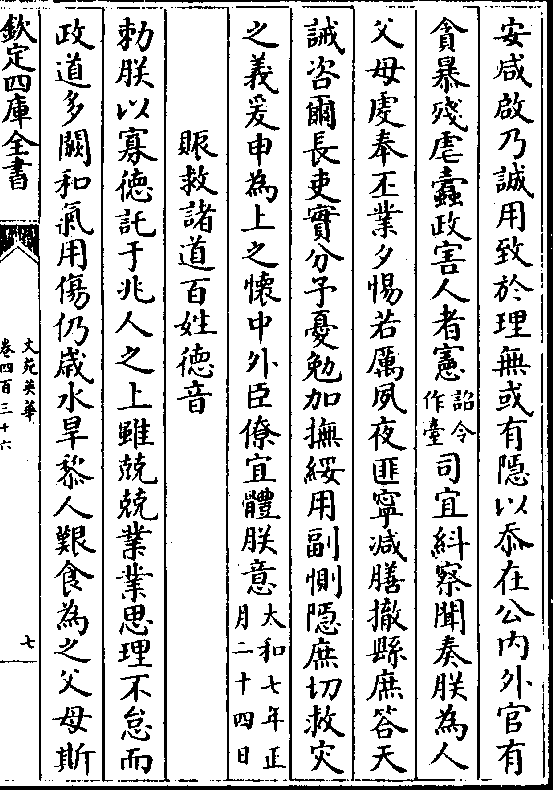 安咸啟乃誠用致於理無或有隱以忝在公内外官有
貪暴殘虐蠹政害人者憲詔令作臺司宜糾察聞奏朕為人
父母虔奉丕業夕惕若厲夙夜匪寧減膳撤縣庶答天
誡咨爾長吏實分予憂勉加撫綏用副惻隱庶切救灾
之義爰申為上之懷中外臣僚宜體朕意大和七年正月二十四日
賑救諸道百姓德音
勅朕以寡德託于兆人之上雖兢兢業業思理不怠而
政道多闕和氣用傷仍歲水旱黎人艱食為之父母斯
欽定四庫全書
文苑英華
卷四百三十六
七